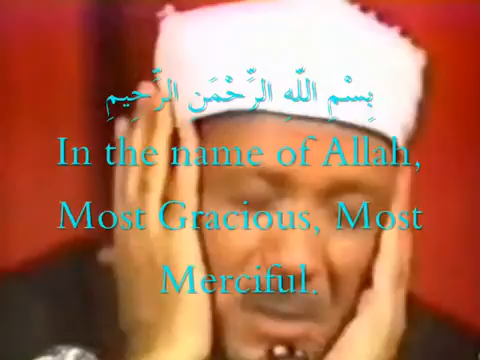 بِسْمِ اللّهِ الرَّحْمَنِ الرَّحِيمِ
In the name of Allah,
Most Gracious, Most
Merciful.